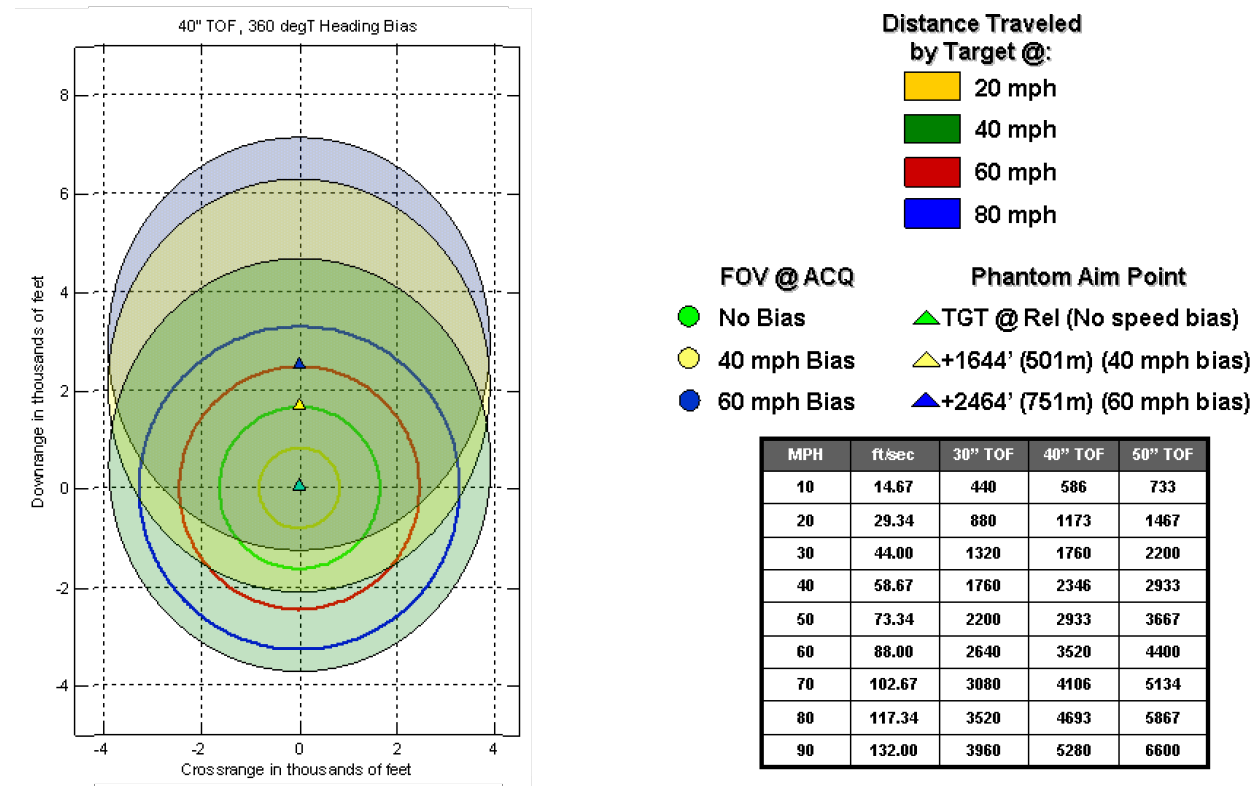 40" TOF , 360 degT Heading Bias
8
6
4
2
0
-2
-4
-4 -2 0 2 4
Crossrange in thousands of feet
Downrange in thousands of feet
Distance Traveled
by Target @:
20 mph
40 mph
60 mph
80 mph
FOV @ ACQ
No Bias
40 mph Bias
60 mph Bias
Phantom Aim Point
TGT @ Rel (No speed bias)
+1644' (501m) (40 mph bias)
+2464' (751m) (60 mph bias)
MPH ft/sec 30" TOF 40" TOF 50" TOF
10 14.67 440 586 733
20 29.34 880 1173 1467
30 44.00 1320 1760 2200
40 58.67 1760 2346 2933
50 73.34 2200 2933 3667
60 88.00 2640 3520 4400
70 102.67 3080 4106 5134
80 117.34 3520 4693 5867
90 132.00 3960 5280 6600